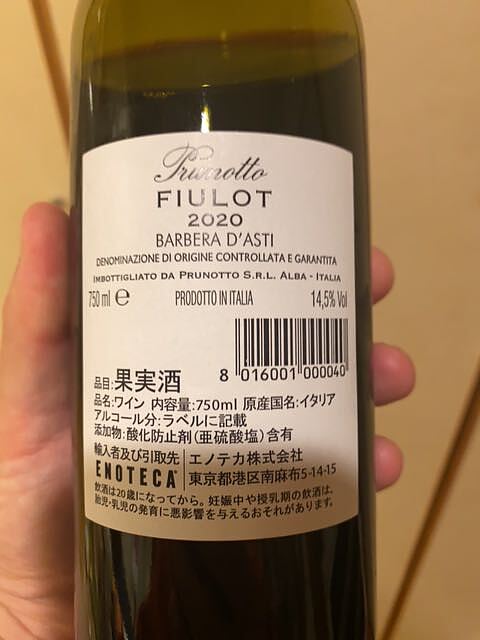 Prunotto
FIULOT
2020
BARBERA D'ASTI
DENOMINAZIONE DI ORIGINE CONTROLLATA E GARANTITA
IMBOTTIGLIATO DA PRUNOTTO S.R.L. ALBA - ITALIA
750 ml e PRODOTTO IN ITALIA 14,5% Vol
8 016001 000040
品目:果実酒
品名:ワイン 内容量:750ml 原産国名:イタリア
アルコール分:ラベルに記載
添加物:酸化防止剤(亜硫酸塩)含有
輸入者及び引取先 エノテカ株式会社
ENOTECA 東京都港区南麻布5-14-15
飲酒は20歳になってから。妊娠中や授乳期の飲酒は、
胎児・乳児の発育に悪影響を与えるおそれがあります。